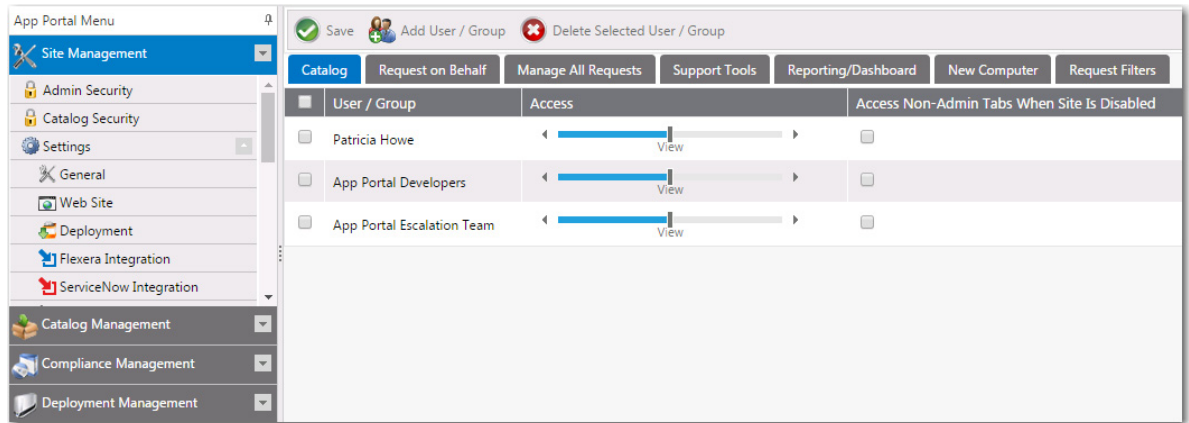 App Portal Menu
Site Management
Admin Security
Catalog Security
Settings
General
Web Site
Deployment
Flexera Integration
ServiceNow Integration
Catalog Management
Compliance Management
Deployment Management
Save Add User / Group Delete Selected User / Group
Catalog Request on Behalf Manage All Requests Support Tools Reporting/Dashboard New Computer Request Filters
User / Group Access Access Non-Admin Tabs When Site Is Disabled
Patricia Howe
View
App Portal Developers
View
App Portal Escalation Team
View